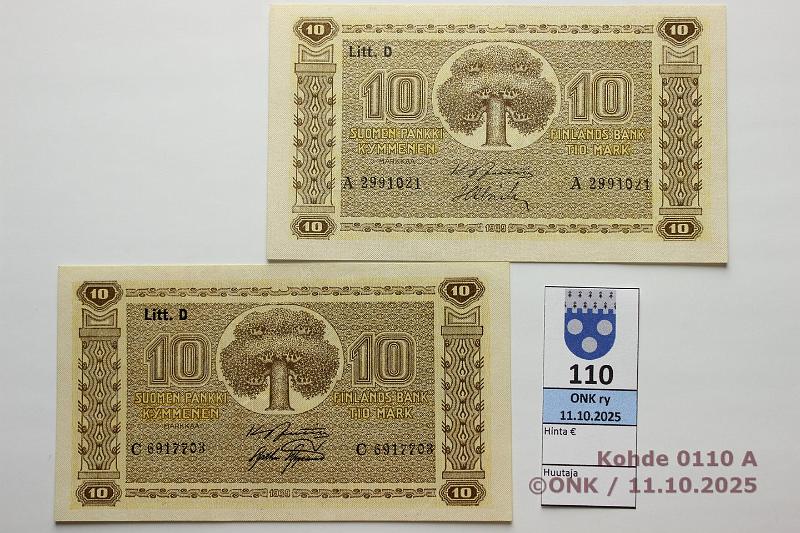 10 10
Litt. D
10 10
SUOMEN PANKKI FINLANDS BANK
KYMMENEN TIO MARK
MARKKAA
A 2991021 A 2991021
10 1939 10
10 10
Litt. D
10 10
SUOMEN PANKKI FINLANDS BANK
KYMMENEN TIO MARK
MARKKAA
C 6917703 C 6917703
10 1939 10
110
ONK ry
11.10.2025
Hinta €
Huutaja
Kohde 0110 A
©ONK / 11.10.2025